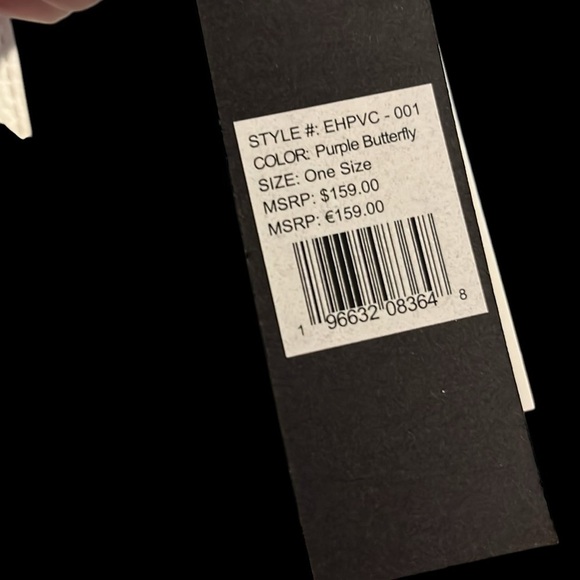 STYLE #: EHPVC - 001
COLOR: Purple Butterfly
SIZE: One Size
MSRP: $159.00
MSRP: €159.00
1 96632 08364 8